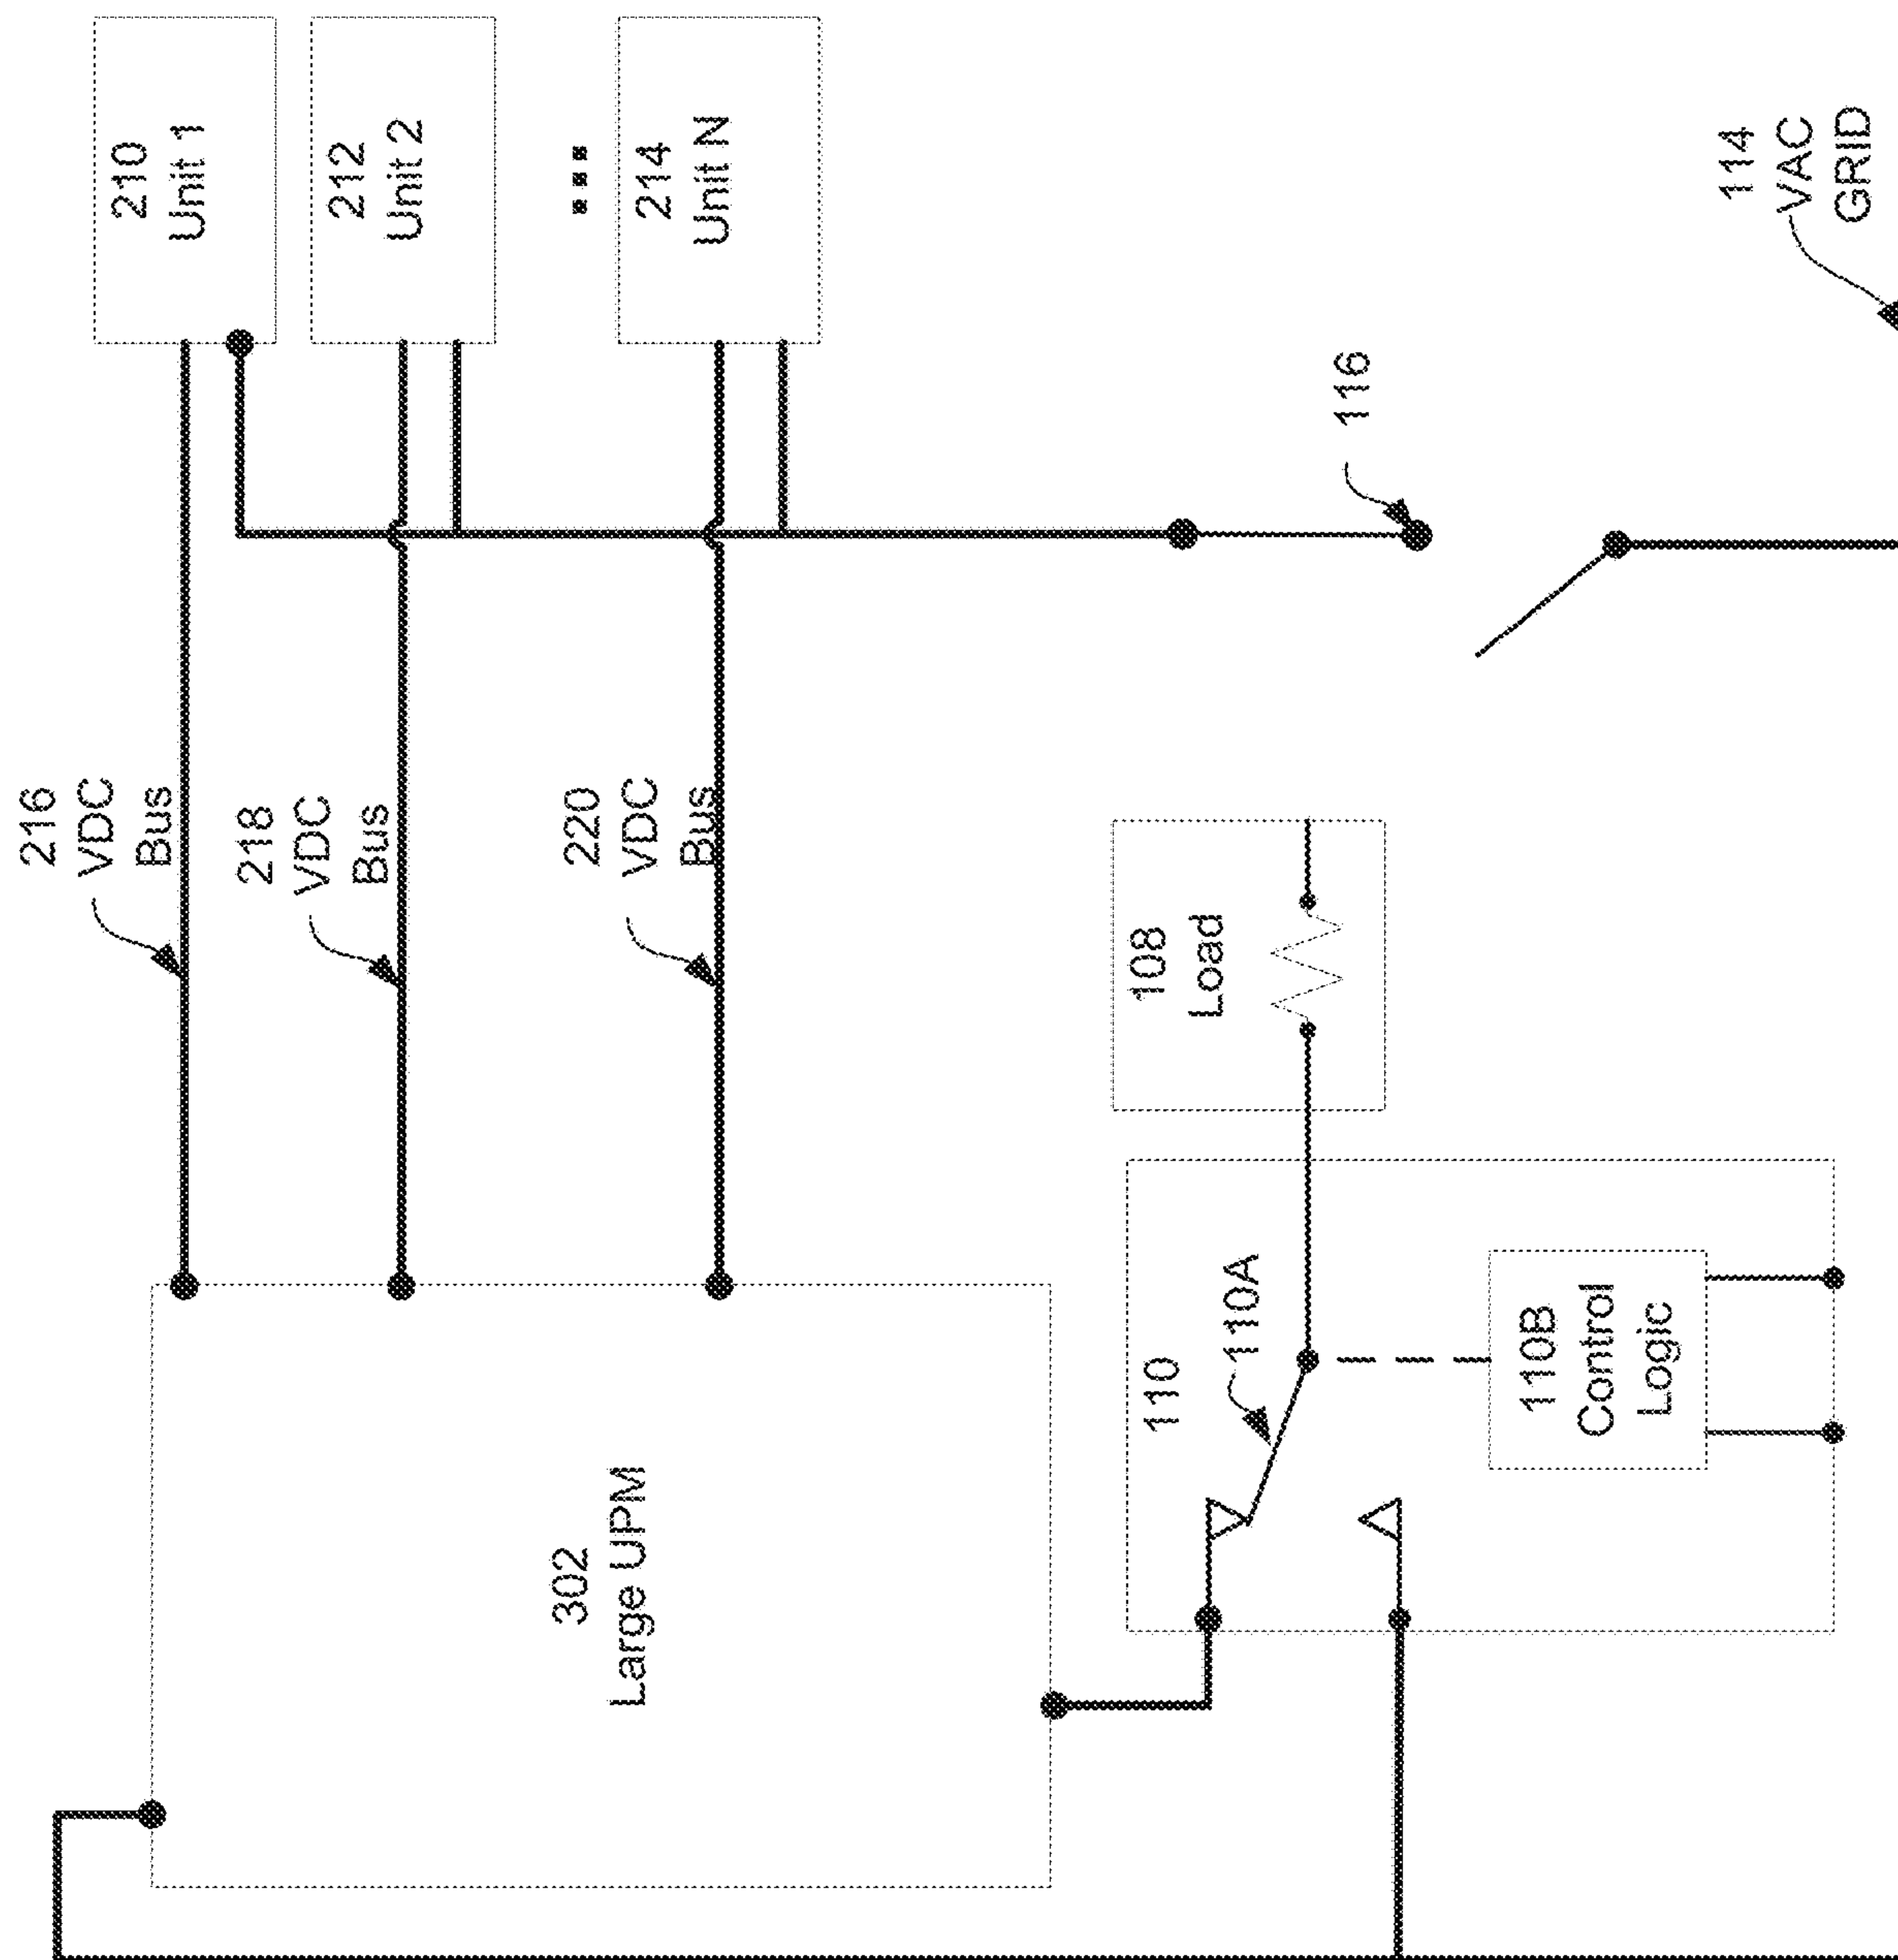 210
Unit 1
212
Unit 2
214
Unit N
216
VDC
Bus
218
VDC
Bus
220
VDC
Bus
116
114
VAC
GRID
108
Load
302
Large UPM
110
110A
110B
Control
Logic